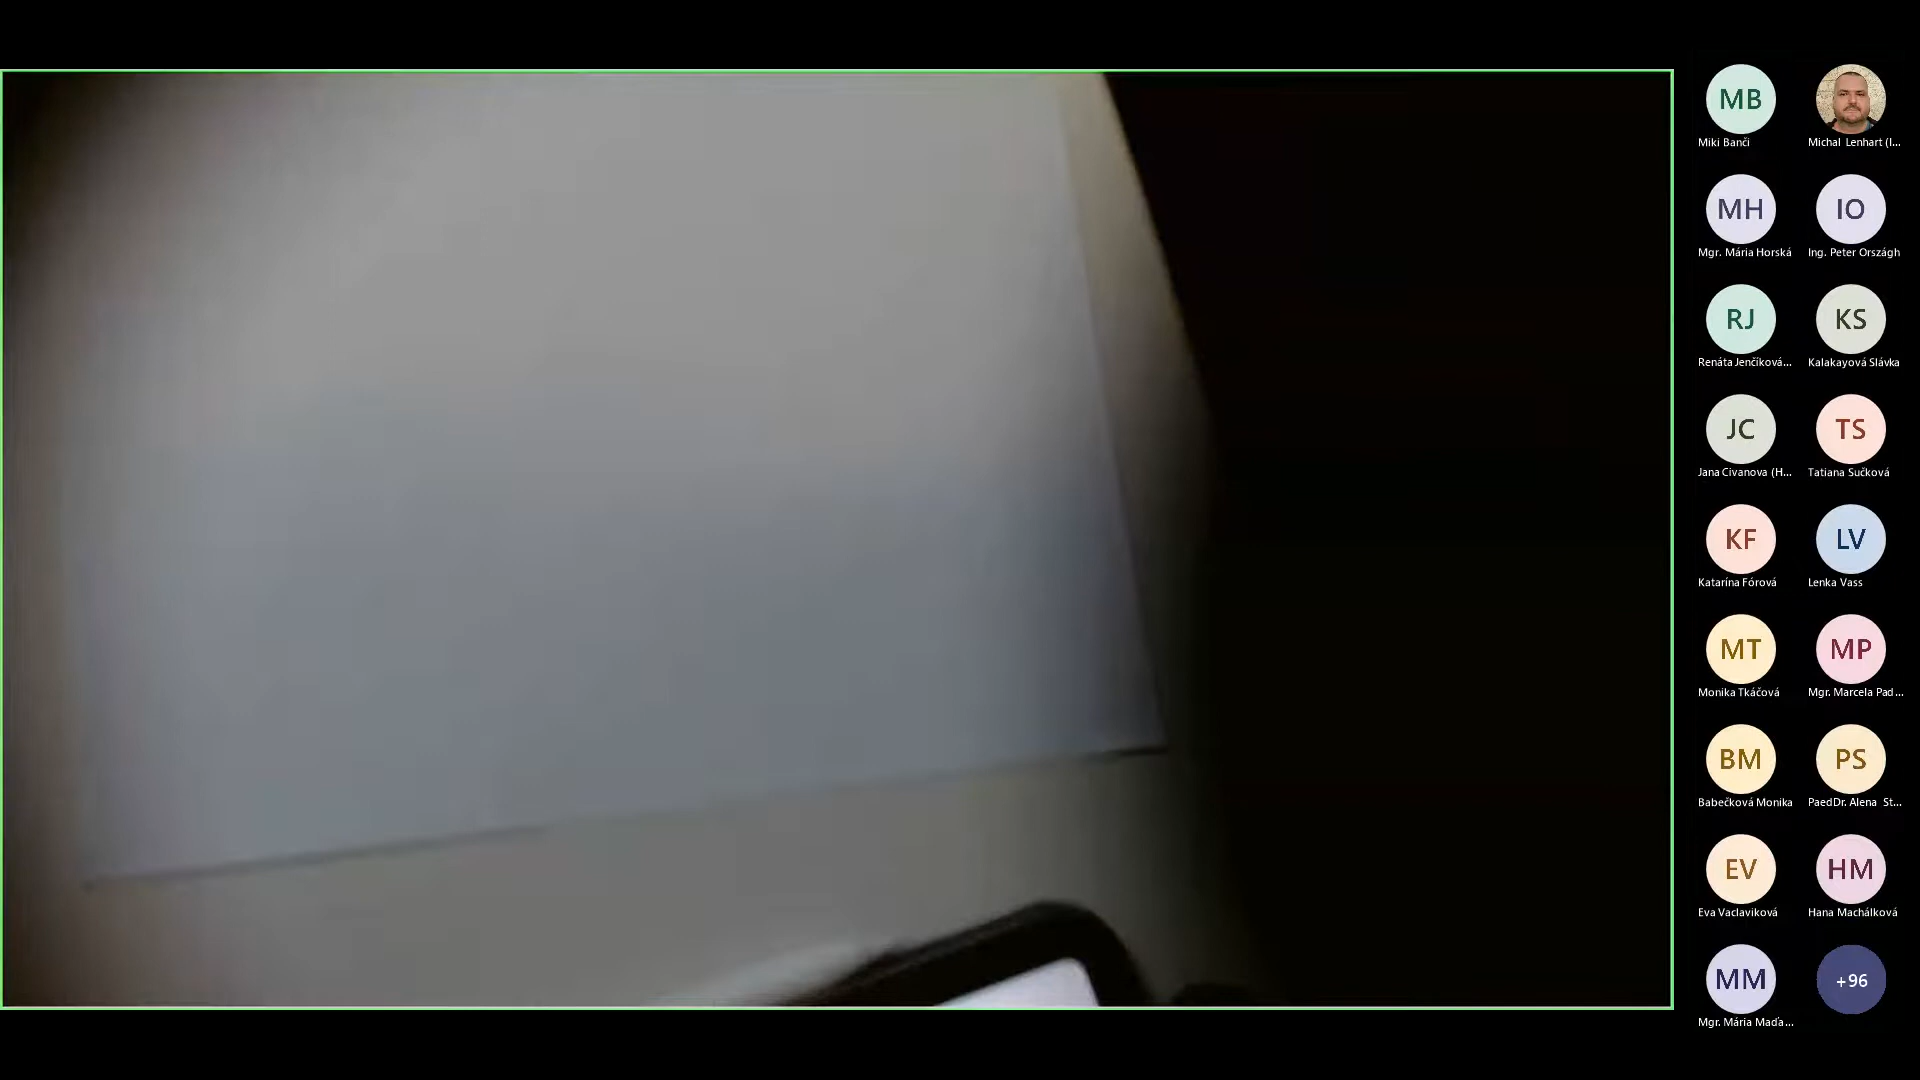 MB
Miki Banči
Michal Lenhart (I...
MH
Mgr. Mária Horská
IO
Ing. Peter Országh
RJ
Renáta Jenčíková...
KS
Kalakayová Slávka
JC
Jana Civanova (H...
TS
Tatiana Sučková
KF
Katarína Fórová
LV
Lenka Vass
MT
Monika Tkáčová
MP
Mgr. Marcela Pad...
BM
Babečková Monika
PS
PaedDr. Alena St...
EV
Eva Vaclaviková
HM
Hana Machálková
MM
Mgr. Mária Maďa...
+96